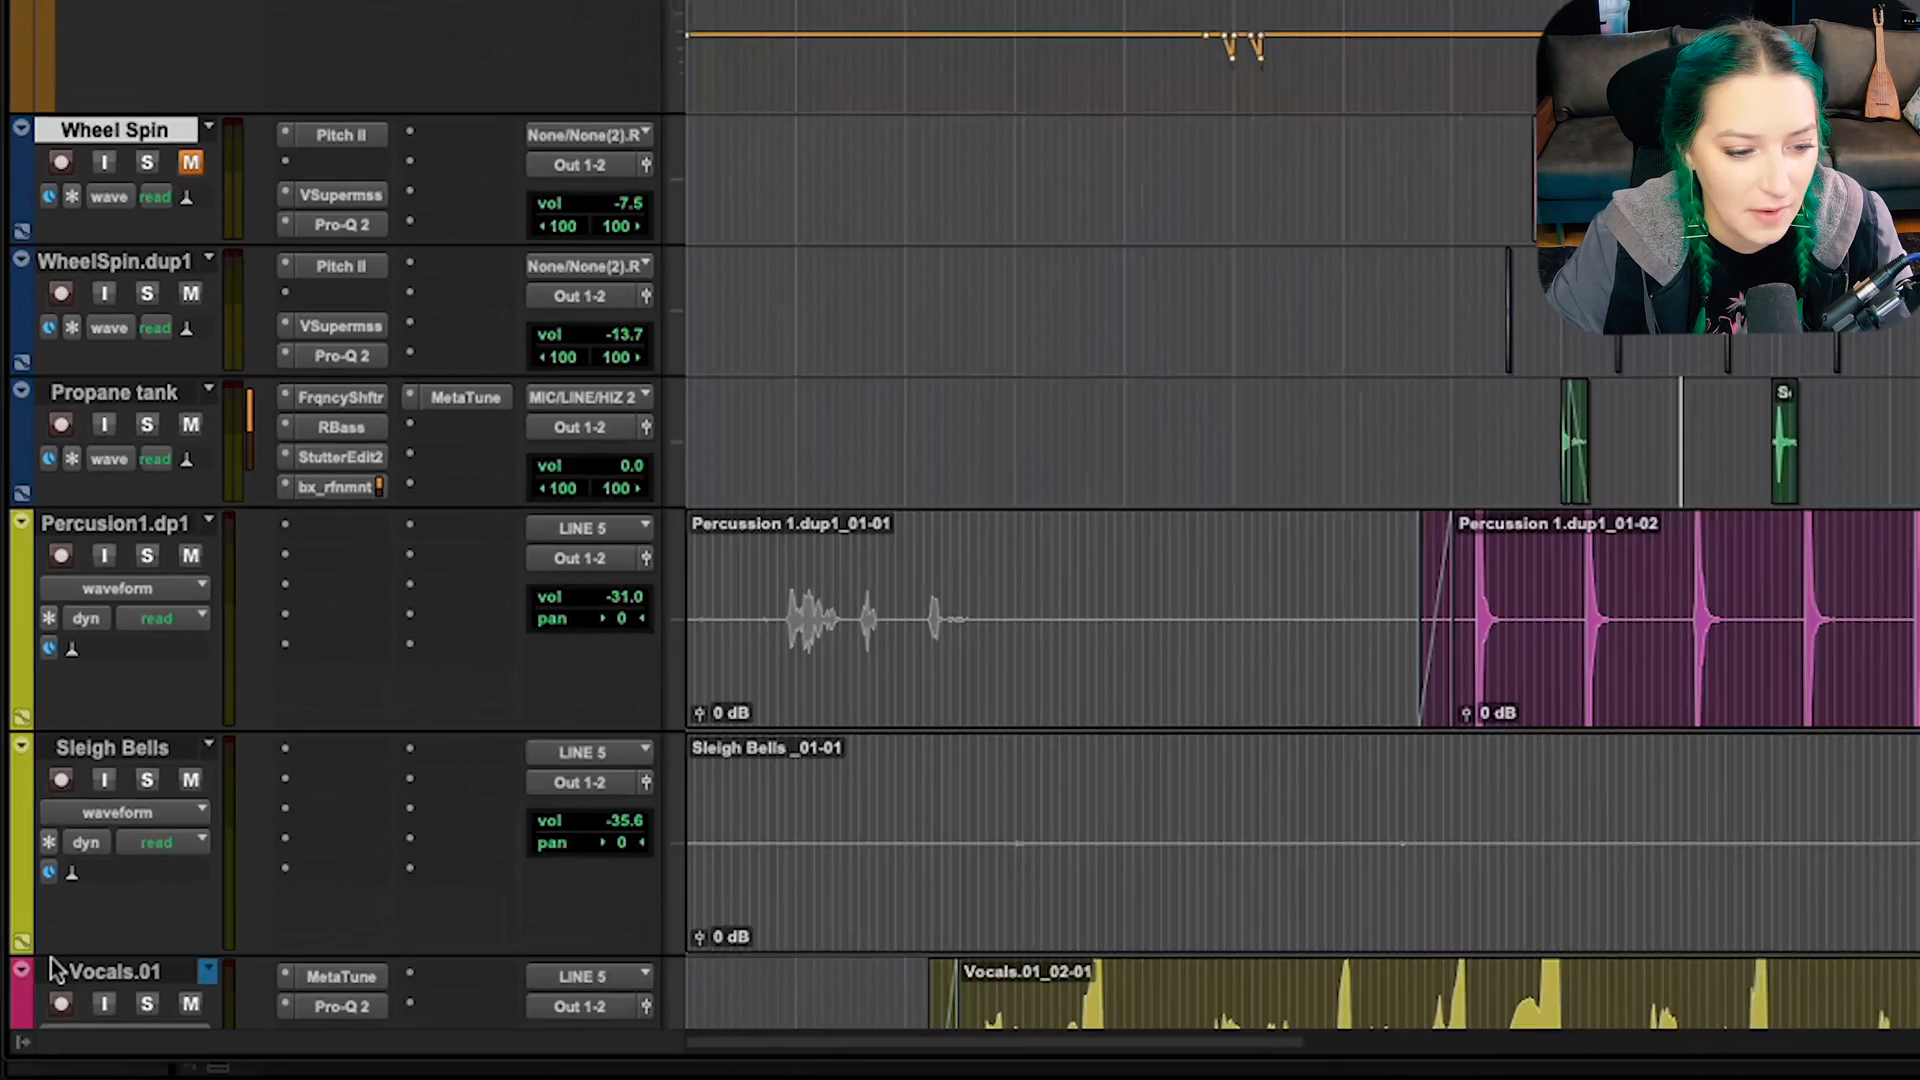 Wheel Spin
Pitch II
None/None(2).R
I S M
Out 1-2
wave read
VSupermss
vol -7.5
Pro-Q 2
100 100
WheelSpin.dup1
Pitch II
None/None(2).R
I S M
Out 1-2
wave read
VSupermss
vol -13.7
Pro-Q 2
100 100
Propane tank
FrqncyShftr
MetaTune
MIC/LINE/HIZ 2
I S M
RBass
Out 1-2
wave read
StutterEdit2
vol 0.0
bx_rfnmnt
100 100
Percusion1.dp1
LINE 5
Percussion 1.dup1_01-01
Percussion 1.dup1_01-02
I S M
Out 1-2
waveform
vol -31.0
dyn read
pan 0
0 dB
0 dB
Sleigh Bells
LINE 5
Sleigh Bells _01-01
I S M
Out 1-2
waveform
vol -35.6
dyn read
pan 0
0 dB
Vocals.01
MetaTune
LINE 5
Vocals.01_02-01
I S M
Pro-Q 2
Out 1-2